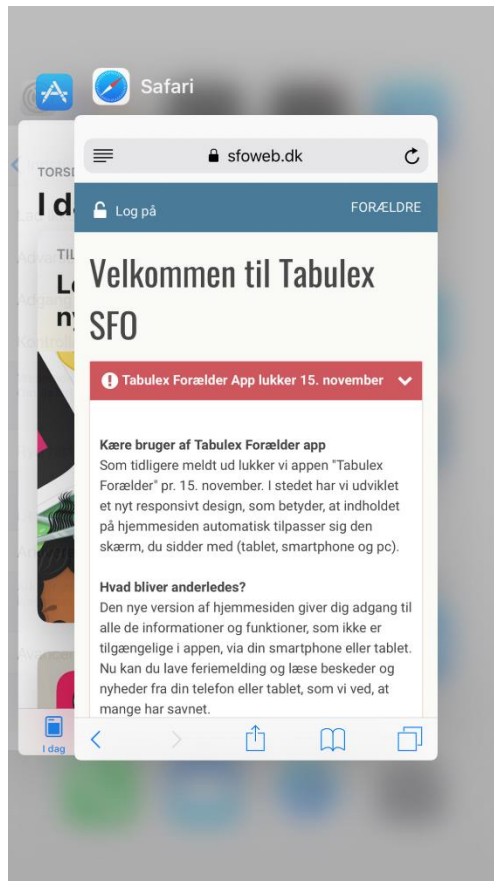 Safari
sfoweb.dk
TORSD
I d
TIL
L
n
Log på
FORÆLDRE
Velkommen til Tabulex
SFO
Tabulex Forælder App lukker 15. november
Kære bruger af Tabulex Forælder app
Som tidligere meldt ud lukker vi appen "Tabulex
Forælder" pr. 15. november. I stedet har vi udviklet
et nyt responsivt design, som betyder, at indholdet
på hjemmesiden automatisk tilpasser sig den
skærm, du sidder med (tablet, smartphone og pc).
Hvad bliver anderledes?
Den nye version af hjemmesiden giver dig adgang til
alle de informationer og funktioner, som ikke er
tilgængelige i appen, via din smartphone eller tablet.
Nu kan du lave feriemelding og læse beskeder og
nyheder fra din telefon eller tablet, som vi ved, at
mange har savnet.
I dag